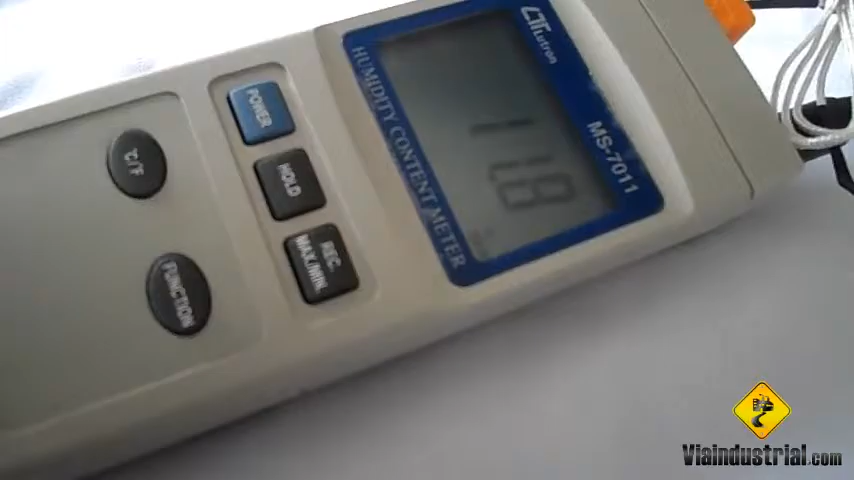 Lutron
HUMIDITY CONTENT METER
MS-7011
118
POWER
HOLD
REC.
MAX./MIN.
°C/°F
FUNCTION
Viaindustrial.com